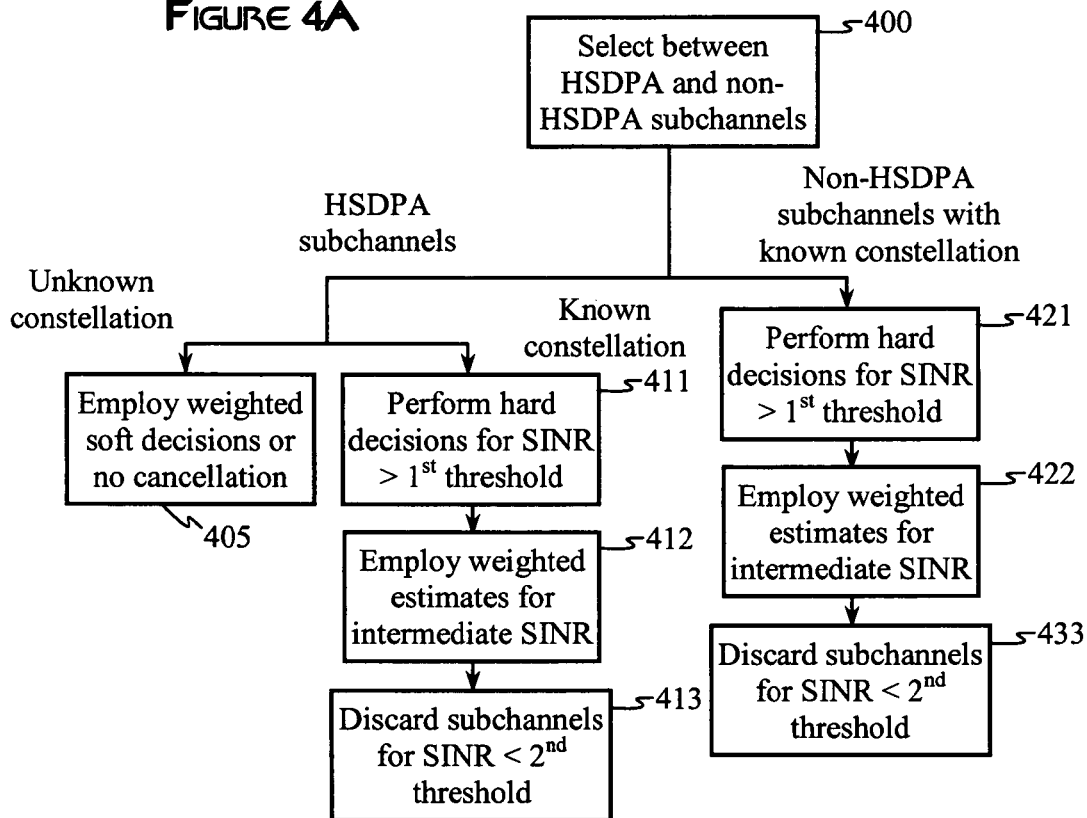 FIGURE 4A
Select between
HSDPA and non-
HSDPA subchannels
400
HSDPA
subchannels
Non-HSDPA
subchannels with
known constellation
Unknown
constellation
Known
constellation
Employ weighted
soft decisions or
no cancellation
405
Perform hard
decisions for SINR
> 1st threshold
411
Employ weighted
estimates for
intermediate SINR
412
Discard subchannels
for SINR < 2nd
threshold
413
Perform hard
decisions for SINR
> 1st threshold
421
Employ weighted
estimates for
intermediate SINR
422
Discard subchannels
for SINR < 2nd
threshold
433